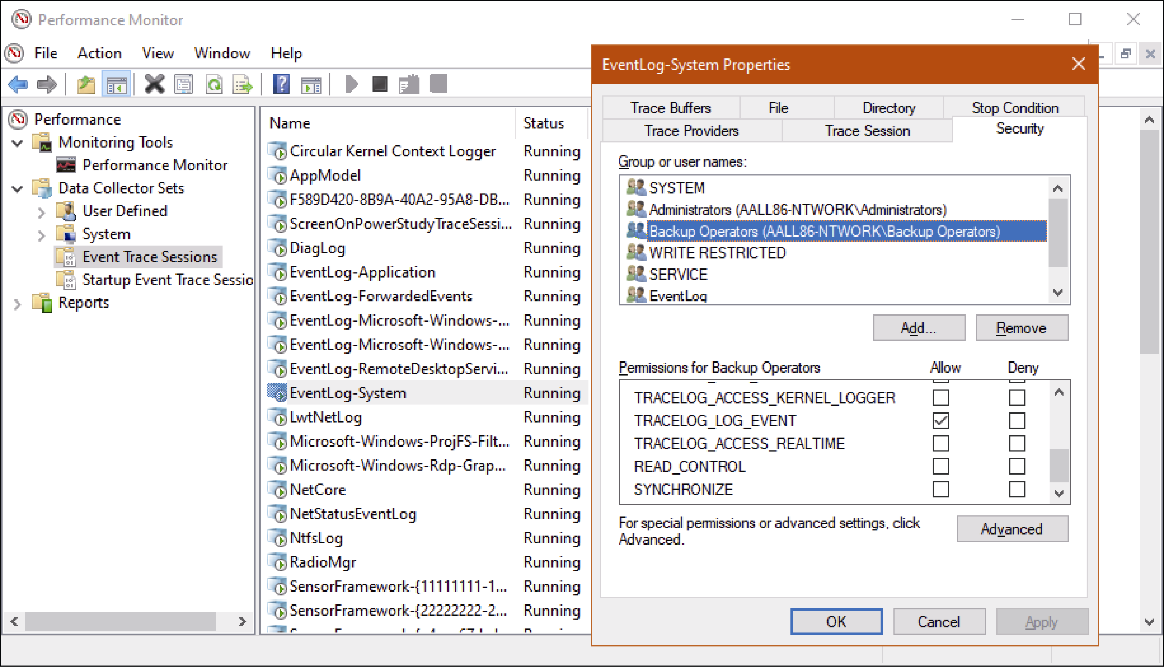 Performance Monitor
File Action View Window Help
Performance
Monitoring Tools
Performance Monitor
Data Collector Sets
User Defined
System
Event Trace Sessions
Startup Event Trace Sessio
Reports
Name Status
Circular Kernel Context Logger Running
AppModel Running
F589D420-8B9A-40A2-95A8-DB... Running
ScreenOnPowerStudyTraceSessi... Running
DiagLog Running
EventLog-Application Running
EventLog-ForwardedEvents Running
EventLog-Microsoft-Windows-... Running
EventLog-Microsoft-Windows-... Running
EventLog-RemoteDesktopServi... Running
EventLog-System Running
LwtNetLog Running
Microsoft-Windows-ProjFS-Filt... Running
Microsoft-Windows-Rdp-Grap... Running
NetCore Running
NetStatusEventLog Running
NtfsLog Running
RadioMgr Running
SensorFramework-{11111111-1... Running
SensorFramework-{22222222-2... Running
EventLog-System Properties
Trace Buffers File Directory Stop Condition
Trace Providers Trace Session Security
Group or user names:
SYSTEM
Administrators (AALL86-NTWORK\Administrators)
Backup Operators (AALL86-NTWORK\Backup Operators)
WRITE RESTRICTED
SERVICE
EventLog
Add... Remove
Permissions for Backup Operators Allow Deny
TRACELOG_ACCESS_KERNEL_LOGGER
TRACELOG_LOG_EVENT
TRACELOG_ACCESS_REALTIME
READ_CONTROL
SYNCHRONIZE
For special permissions or advanced settings, click
Advanced.
Advanced
OK Cancel Apply